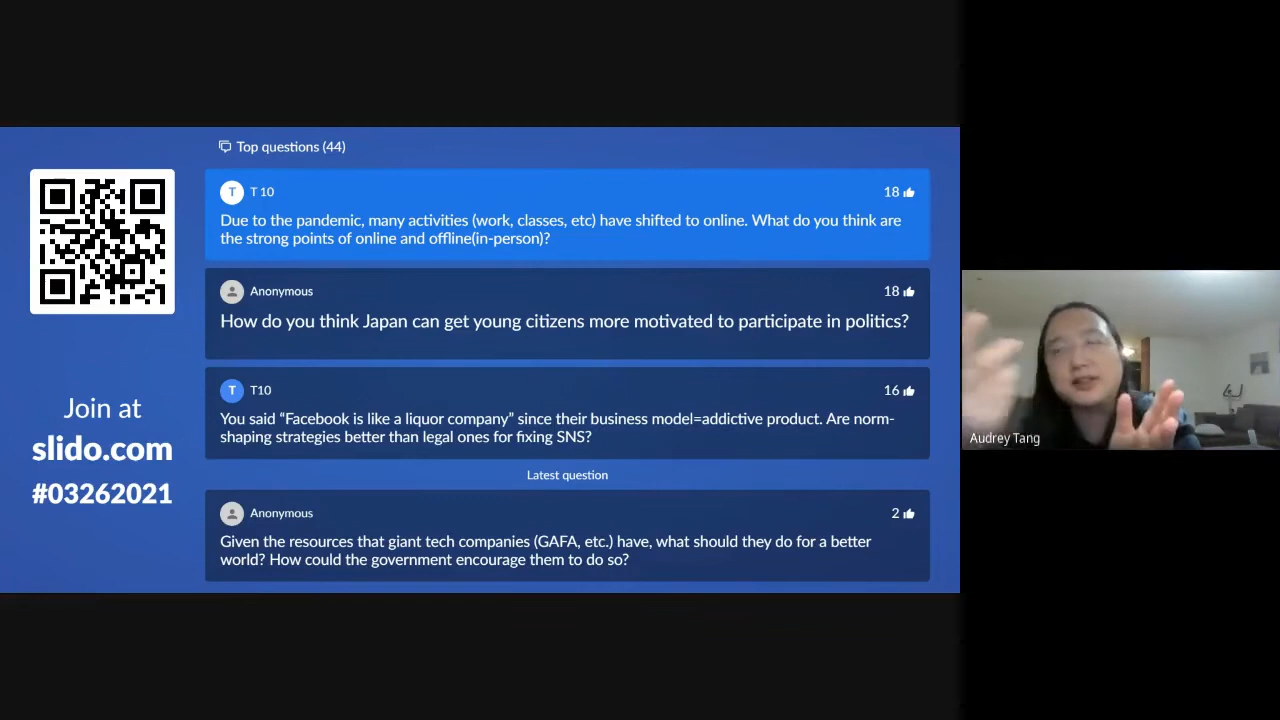 Top questions (44)
T
T 10
18
Due to the pandemic, many activities (work, classes, etc) have shifted to online. What do you think are
the strong points of online and offline(in-person)?
Anonymous
18
How do you think Japan can get young citizens more motivated to participate in politics?
T
T10
16
You said “Facebook is like a liquor company” since their business model=addictive product. Are norm-
shaping strategies better than legal ones for fixing SNS?
Latest question
Anonymous
2
Given the resources that giant tech companies (GAFA, etc.) have, what should they do for a better
world? How could the government encourage them to do so?
Join at
slido.com
#03262021
Audrey Tang